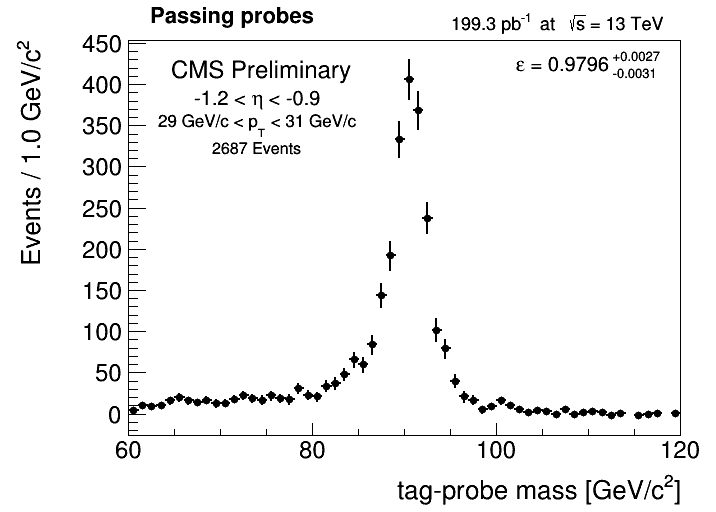 Passing probes
199.3 pb⁻¹ at √s = 13 TeV
CMS Preliminary
-1.2 < η < -0.9
29 GeV/c < p_T < 31 GeV/c
2687 Events
ε = 0.9796 +0.0027 -0.0031
Events / 1.0 GeV/c²
450
400
350
300
250
200
150
100
50
0
60 80 100 120
tag-probe mass [GeV/c²]